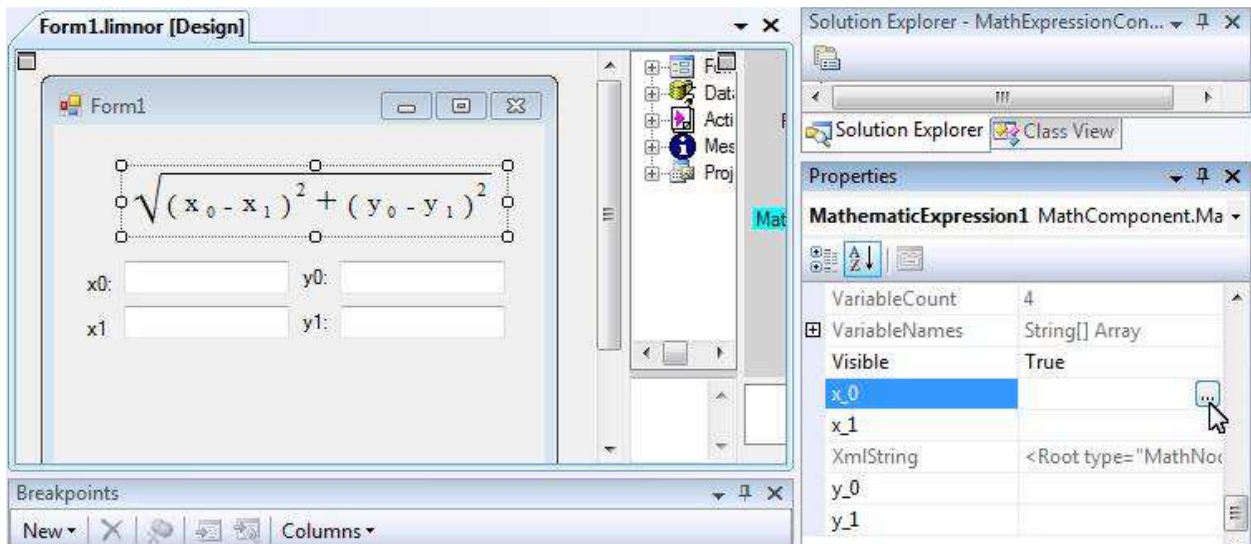 Form1.limnor [Design]
Form1
√(x₀ - x₁)² + (y₀ - y₁)²
x0:
y0:
x1
y1:
Data
Acti
Mes
Proj
Mat
Breakpoints
New
Columns
Solution Explorer - MathExpressionCon...
Solution Explorer
Class View
Properties
MathematicExpression1 MathComponent.Ma
VariableCount 4
VariableNames String[] Array
Visible True
x_0 ...
x_1
XmlString <Root type="MathNod
y_0
y_1